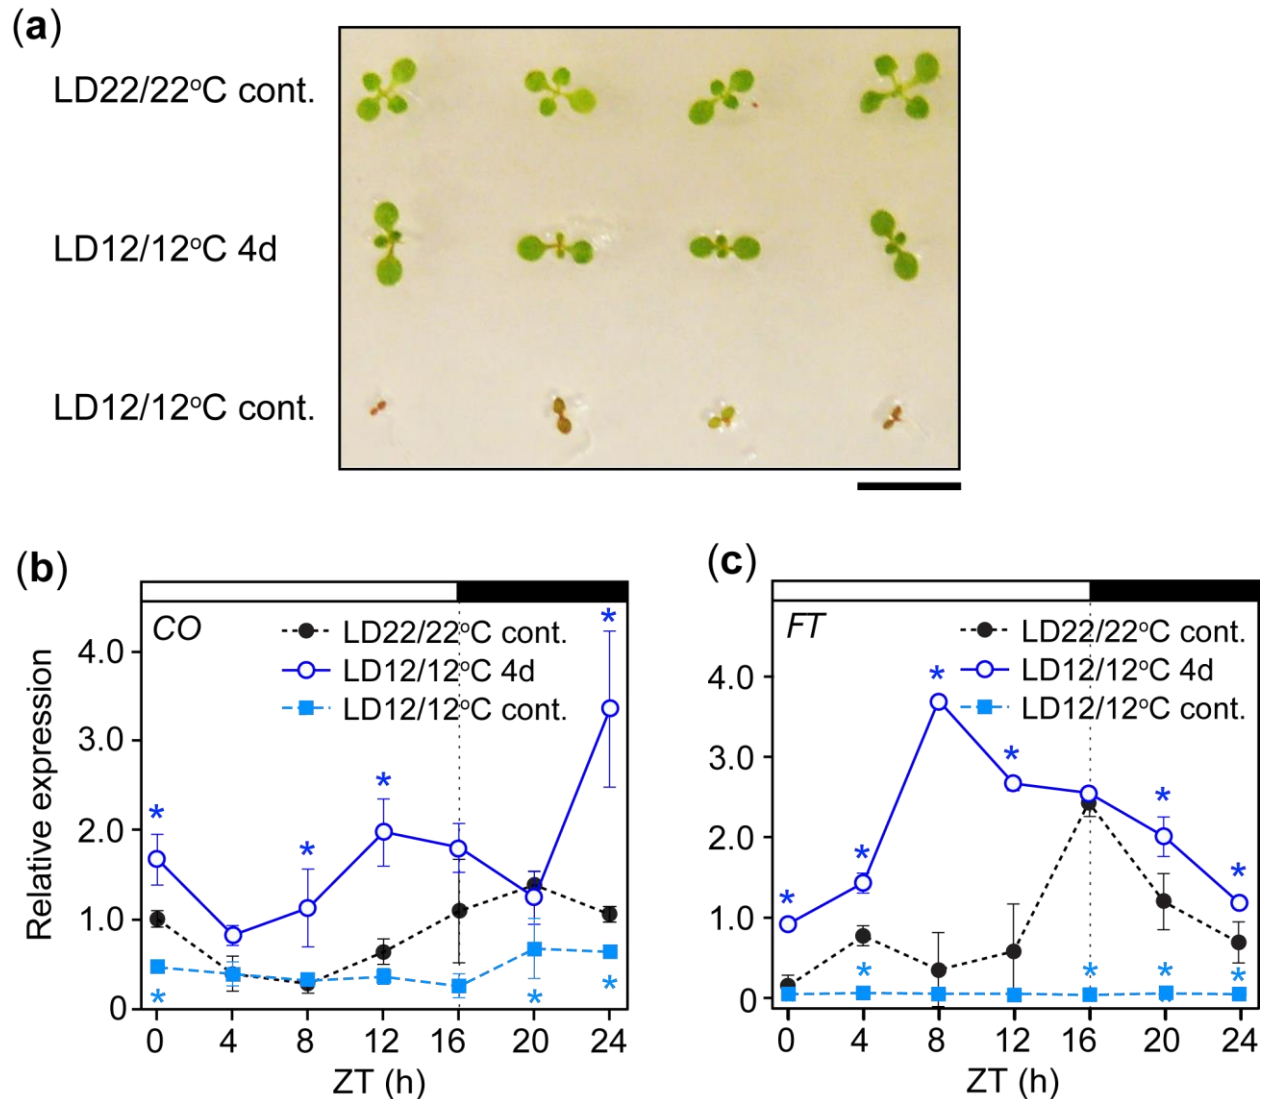 (a)
LD22/22°C cont.
LD12/12°C 4d
LD12/12°C cont.
(b)
CO
LD22/22°C cont.
LD12/12°C 4d
LD12/12°C cont.
Relative expression
4.0
3.0
2.0
1.0
0
* * * * * * *
0 4 8 12 16 20 24
ZT (h)
(c)
FT
LD22/22°C cont.
LD12/12°C 4d
LD12/12°C cont.
4.0
3.0
2.0
1.0
0
* * * * * * * * * *
0 4 8 12 16 20 24
ZT (h)